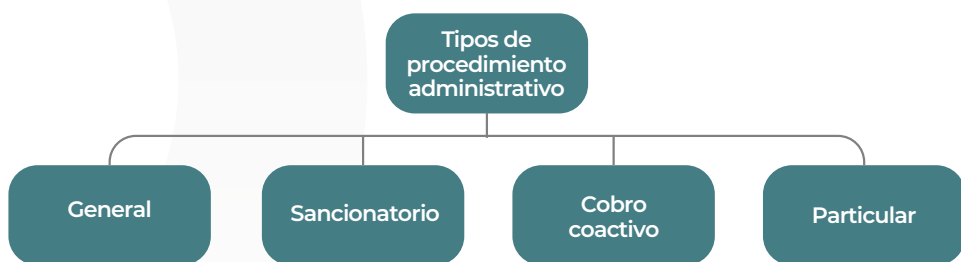 Tipos de
procedimiento
administrativo
General
Sancionatorio
Cobro
coactivo
Particular